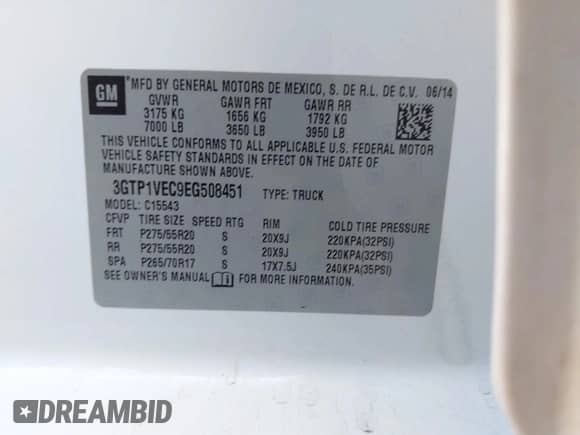 GM
MFD BY GENERAL MOTORS DE MEXICO, S. DE R.L. DE C.V. 06/14
GVWR GAWR FRT GAWR RR
3175 KG 1656 KG 1792 KG
7000 LB 3650 LB 3950 LB
THIS VEHICLE CONFORMS TO ALL APPLICABLE U.S. FEDERAL MOTOR
VEHICLE SAFETY STANDARDS IN EFFECT ON THE DATE OF
MANUFACTURE SHOWN ABOVE.
3GTP1VEC9EG508451 TYPE: TRUCK
MODEL: C15543
CFVP TIRE SIZE SPEED RTG RIM COLD TIRE PRESSURE
FRT P275/55R20 S 20X9J 220KPA(32PSI)
RR P275/55R20 S 20X9J 220KPA(32PSI)
SPA P265/70R17 S 17X7.5J 240KPA(35PSI)
SEE OWNER'S MANUAL FOR MORE INFORMATION.
DREAMBID